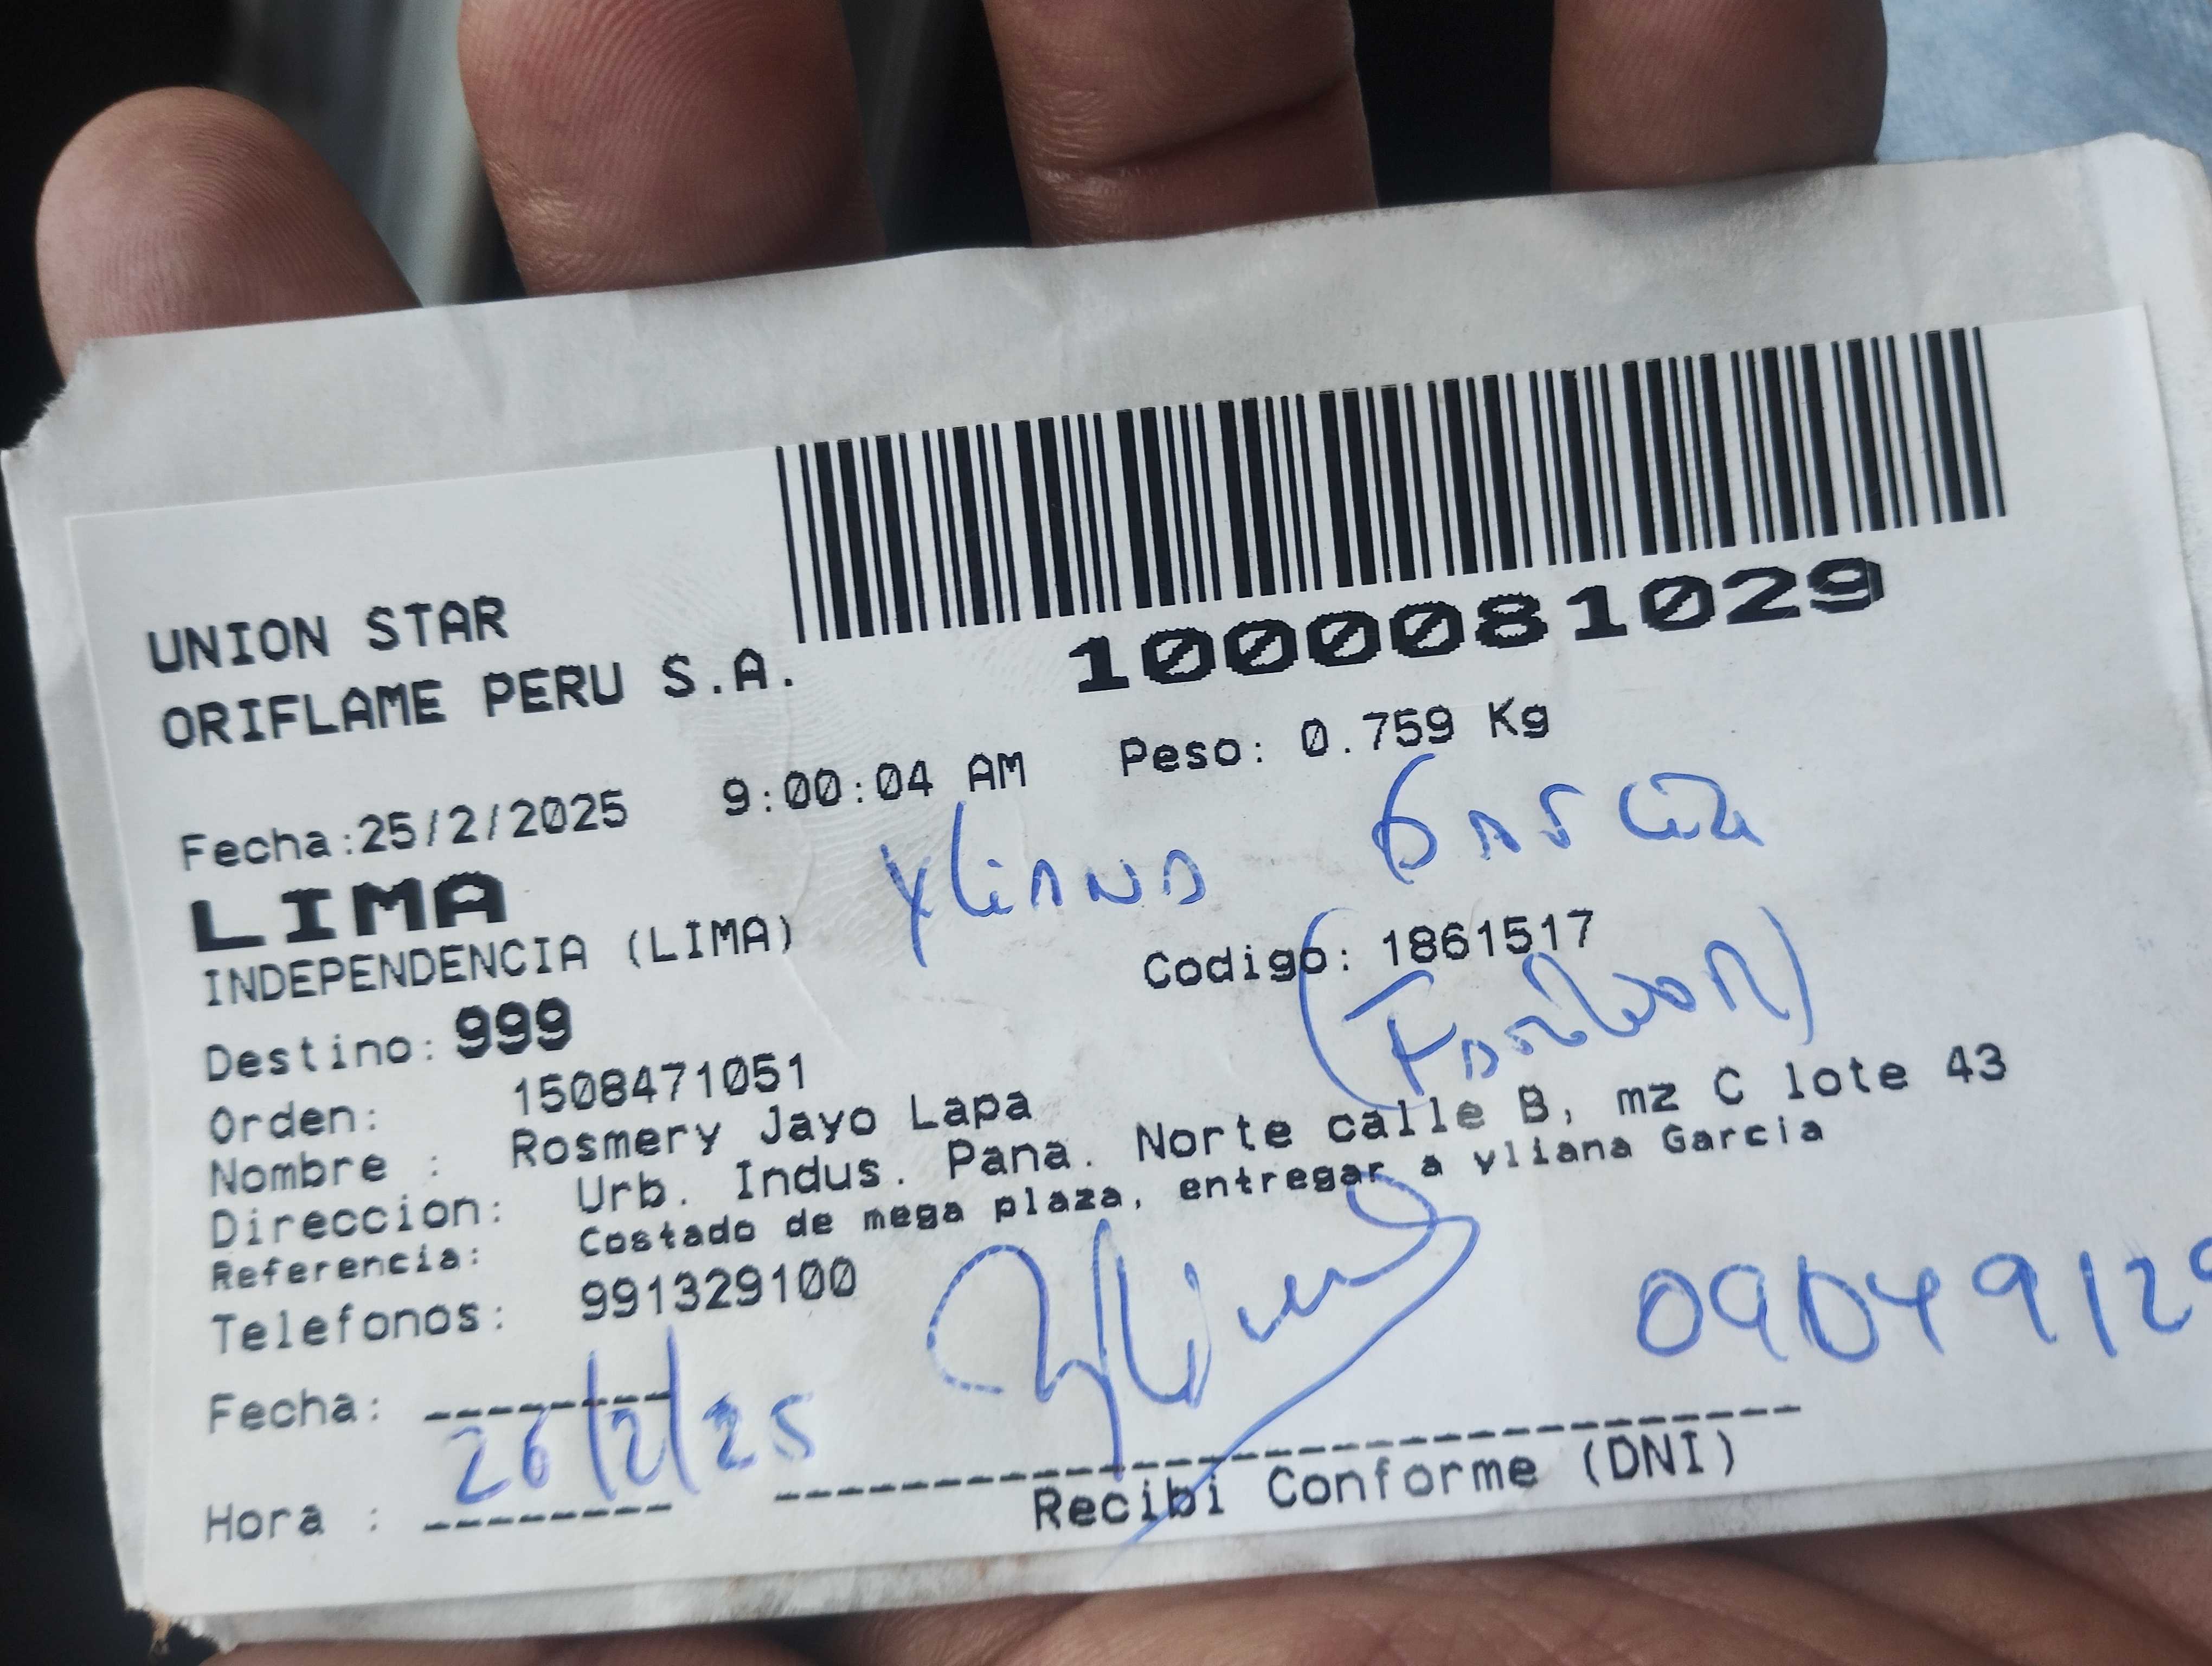 1000081029
UNION STAR
ORIFLAME PERU S.A.
Fecha:25/2/2025 9:00:04 AM Peso: 0.759 Kg
Yliana Garcia
LIMA
INDEPENDENCIA (LIMA)
Codigo: 1861517
Destino: 999
Orden: 1508471051
Nombre : Rosmery Jayo Lapa
Direccion: Urb. Indus. Pana. Norte calle B, mz C lote 43
Referencia: Costado de mega plaza, entregar a yliana Garcia
Telefonos: 991329100
09049129
Fecha:
26/2/25
Hora :
Recibi Conforme (DNI)